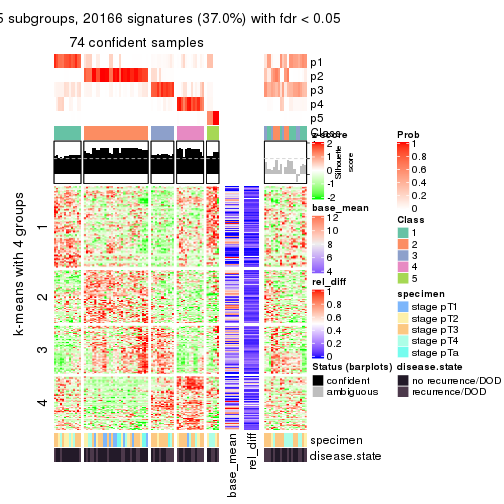 5 subgroups, 20166 signatures (37.0%) with fdr < 0.05
74 confident samples
p1
p2
p3
p4
p5
Class
z-score
2
1
0
-1
-2
Silhouette score
base_mean
12
10
8
6
4
rel_diff
1
0.8
0.6
0.4
0.2
0
Status (barplots)
confident
ambiguous
Prob
1
0.8
0.6
0.4
0.2
0
Class
1
2
3
4
5
specimen
stage pT1
stage pT2
stage pT3
stage pT4
stage pTa
disease.state
no recurrence/DOD
recurrence/DOD
k-means with 4 groups
1
2
3
4
specimen
disease.state
base_mean
rel_diff